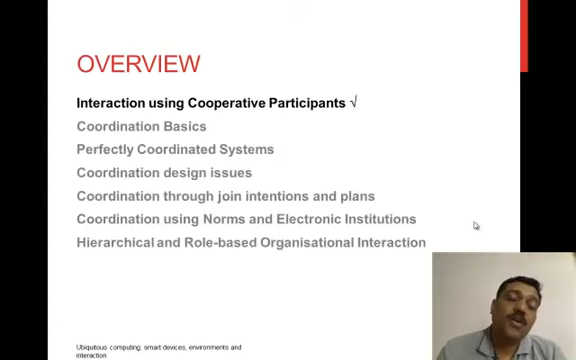 OVERVIEW
Interaction using Cooperative Participants √
Coordination Basics
Perfectly Coordinated Systems
Coordination design issues
Coordination through join intentions and plans
Coordination using Norms and Electronic Institutions
Hierarchical and Role-based Organisational Interaction
Ubiquitous computing: smart devices, environments and
interaction